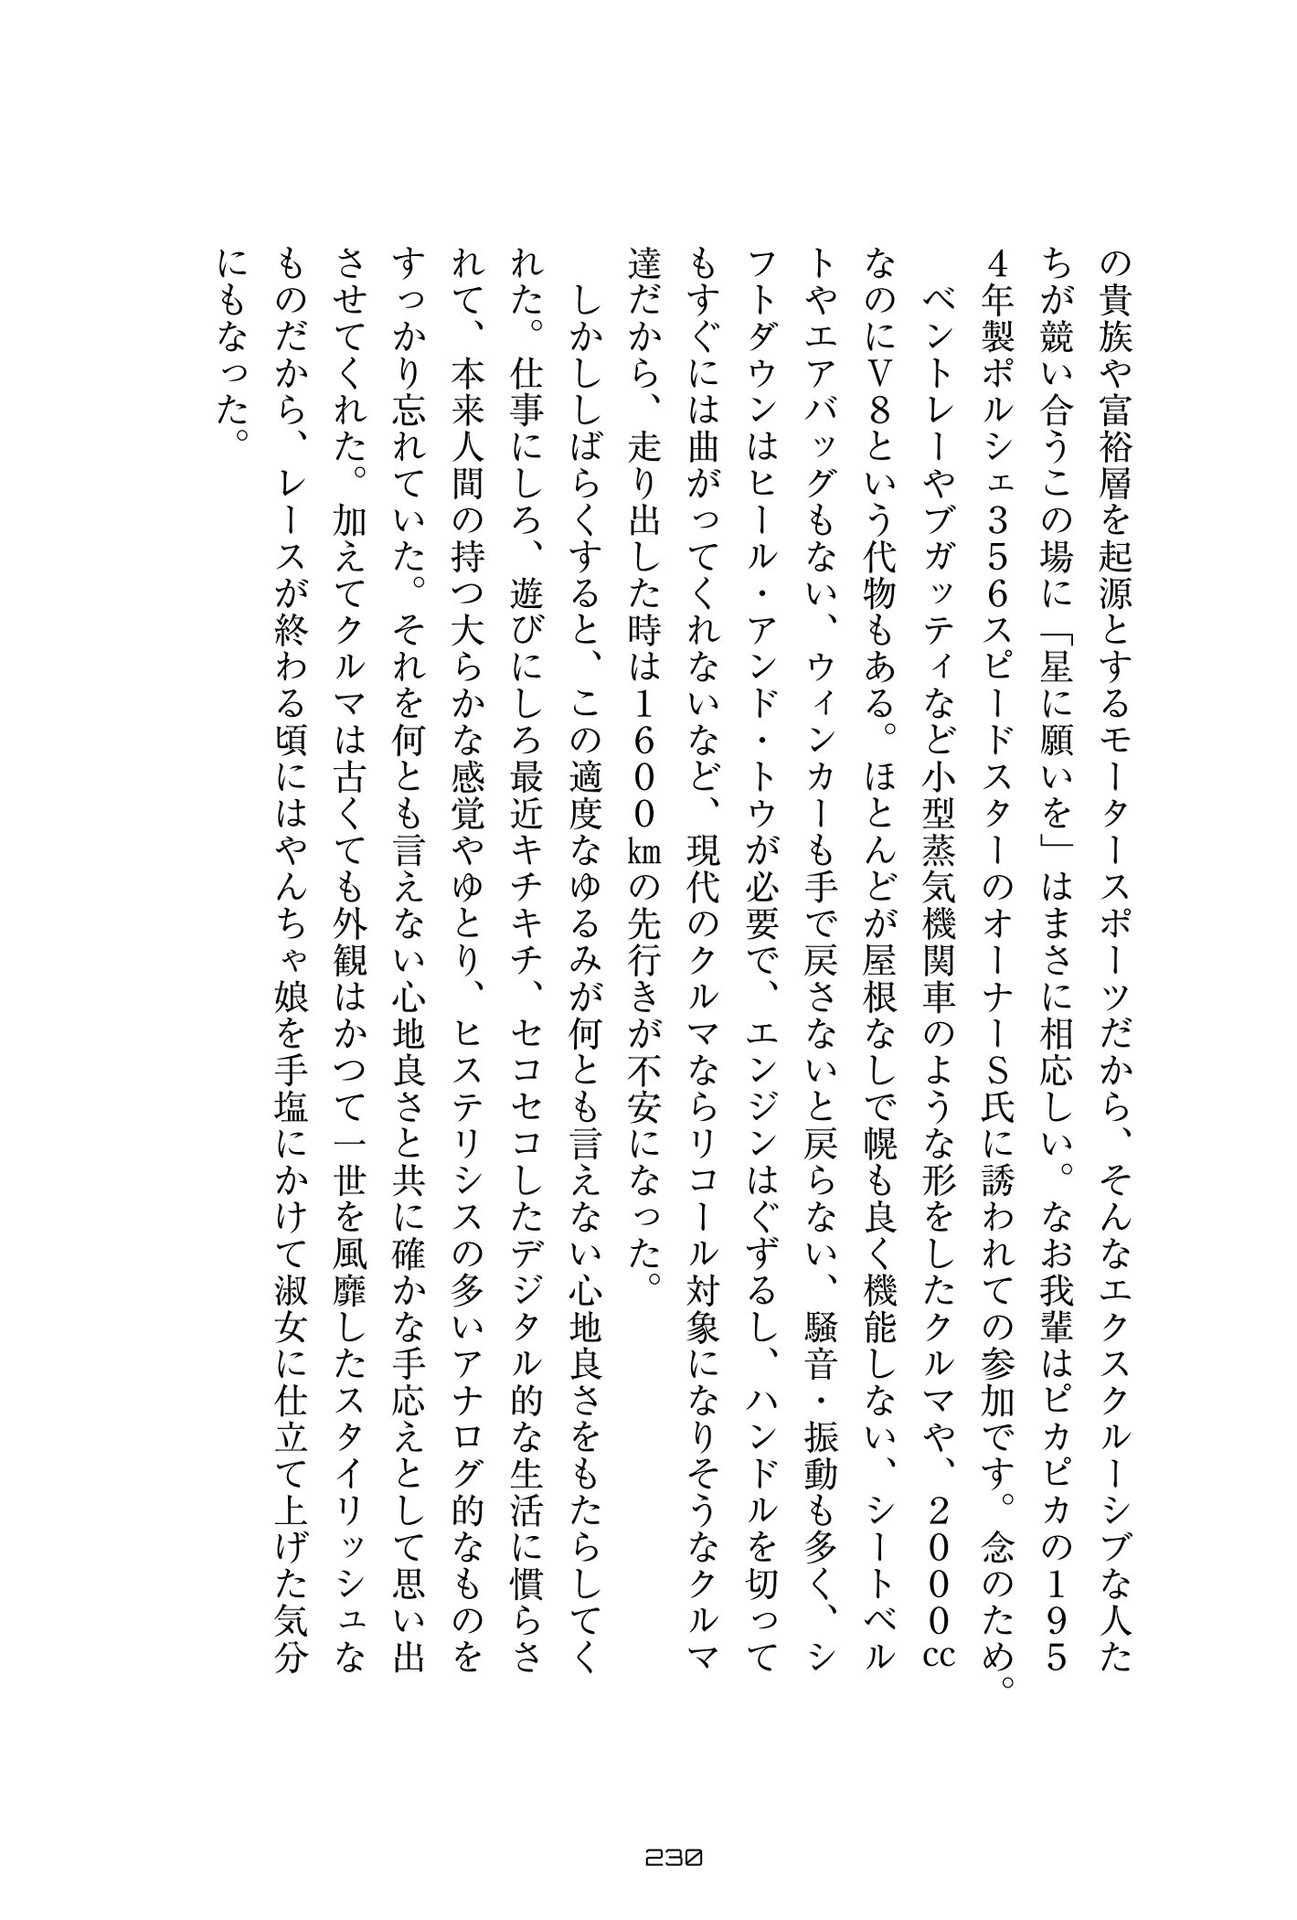 の貴族や富裕層を起源とするモータースポーツだから、そんなエクスクルーシブな人た
ちが競い合うこの場に「星に願いを」はまさに相応しい。なお我輩はピカピカの１９５
４年製ポルシェ３５６スピードスターのオーナーＳ氏に誘われての参加です。念のため。
　ベントレーやブガッティなど小型蒸気機関車のような形をしたクルマや、２０００㏄
なのにＶ８という代物もある。ほとんどが屋根なしで幌も良く機能しない、シートベル
トやエアバッグもない、ウィンカーも手で戻さないと戻らない、騒音・振動も多く、シ
フトダウンはヒール・アンド・トウが必要で、エンジンはぐずるし、ハンドルを切って
もすぐには曲がってくれないなど、現代のクルマならリコール対象になりそうなクルマ
達だから、走り出した時は１６００㎞の先行きが不安になった。
　しかししばらくすると、この適度なゆるみが何とも言えない心地良さをもたらしてく
れた。仕事にしろ、遊びにしろ最近キチキチ、セコセコしたデジタル的な生活に慣らさ
れて、本来人間の持つ大らかな感覚やゆとり、ヒステリシスの多いアナログ的なものを
すっかり忘れていた。それを何とも言えない心地良さと共に確かな手応えとして思い出
させてくれた。加えてクルマは古くても外観はかつて一世を風靡したスタイリッシュな
ものだから、レースが終わる頃にはやんちゃ娘を手塩にかけて淑女に仕立て上げた気分
にもなった。
230